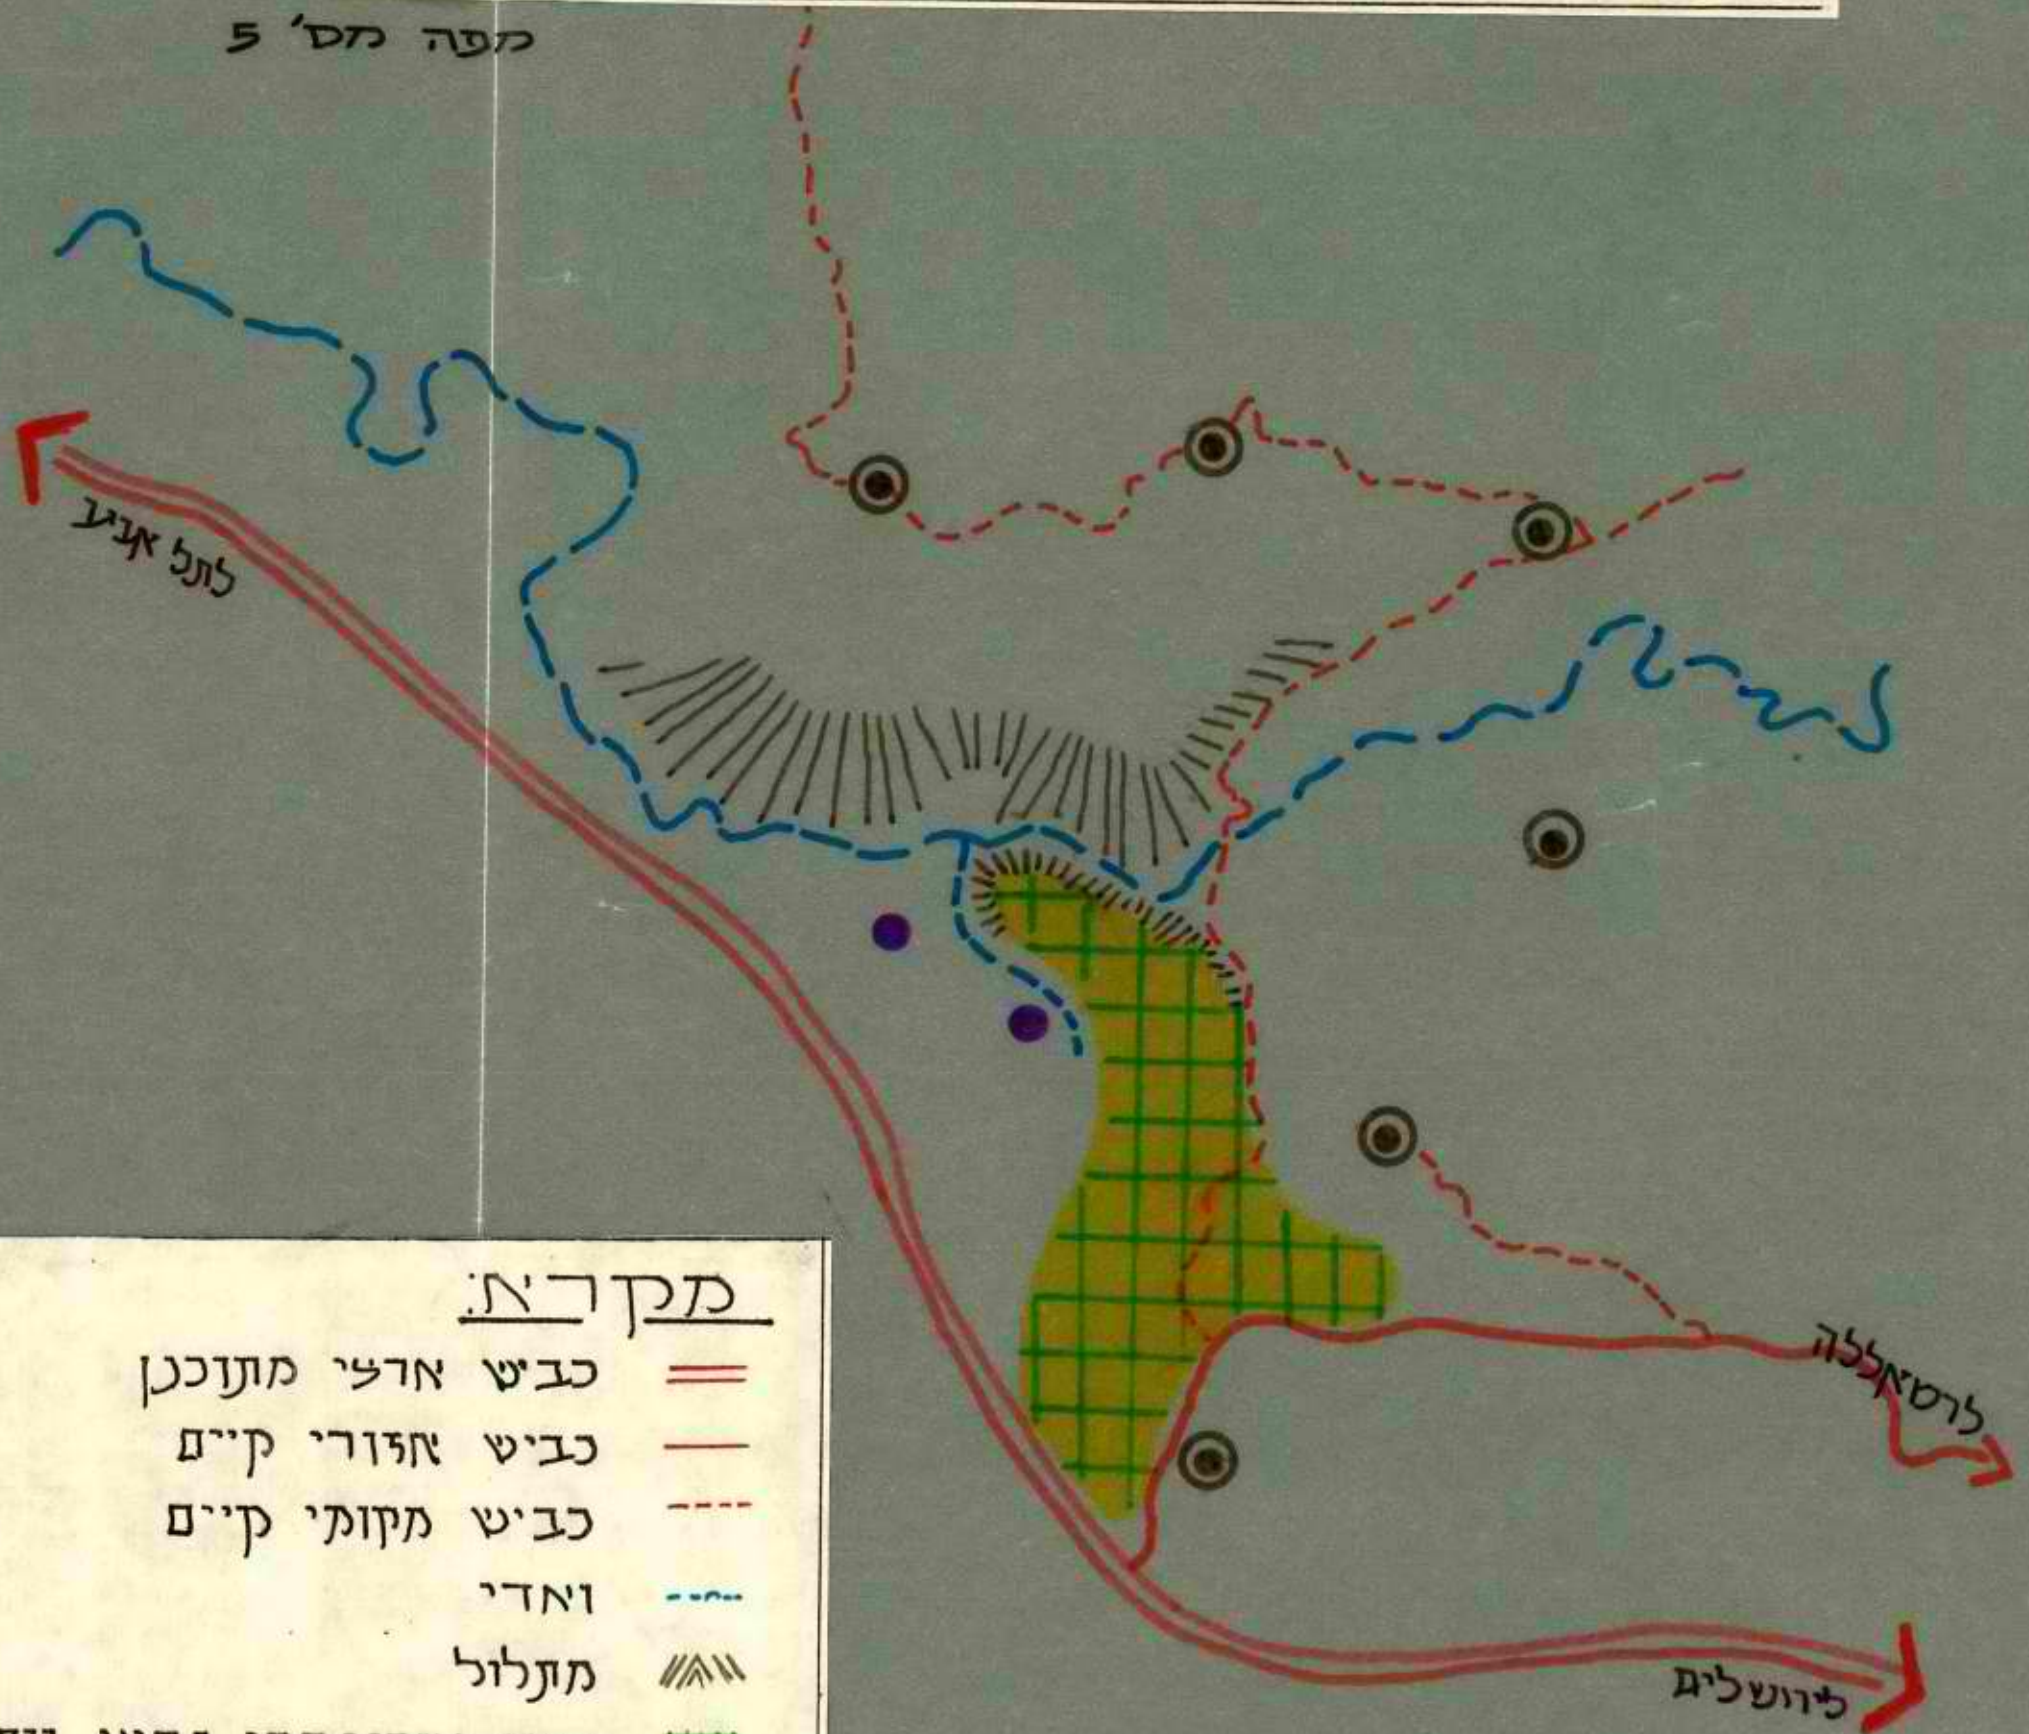 מפה מס' 5
לתל אביב
לרמאללה
לירושלים
מקרא:
כביש ארצי מתוכנן
כביש אזורי קיים
כביש מקומי קיים
ואדי
מתלול